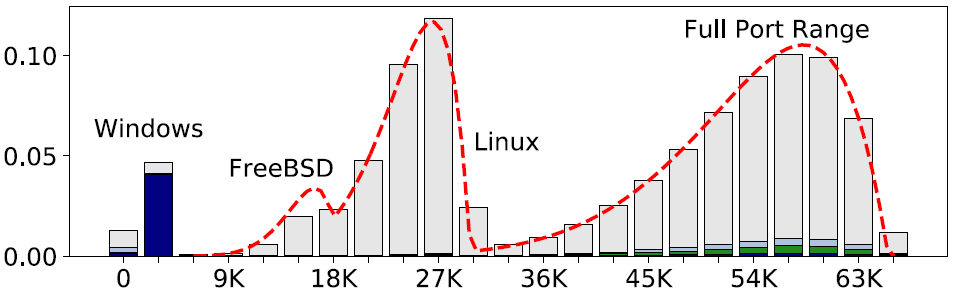 Full Port Range
0.10
Windows
Linux
0.05
FreeBSD
0.00
0 9K 18K 27K 36K 45K 54K 63K